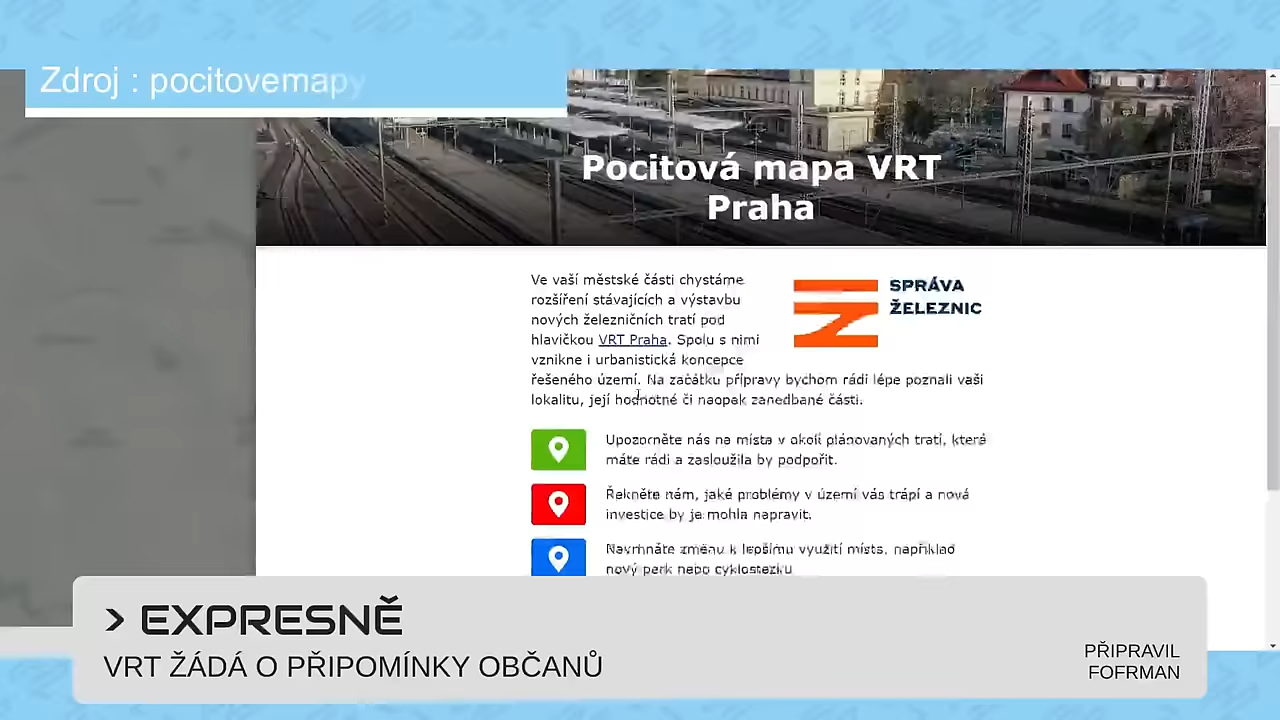 Zdroj : pocitovemapy
Pocitová mapa VRT
Praha
Ve vaší městské části chystáme
rozšíření stávajících a výstavbu
nových železničních tratí pod
hlavičkou VRT Praha. Spolu s nimi
vznikne i urbanistická koncepce
řešeného území. Na začátku přípravy bychom rádi lépe poznali vaši
lokalitu, její hodnotné či naopak zanedbané části.
SPRÁVA
ŽELEZNIC
Upozorněte nás na místa v okolí plánovaných tratí, která
máte rádi a zasloužila by podpořit.
Řekněte nám, jaké problémy v území vás trápí a nová
investice by je mohla napravit.
Navrhněte změnu k lepšímu využití místa, například
nový park nebo cyklostezku
> EXPRESNĚ
VRT ŽÁDÁ O PŘIPOMÍNKY OBČANŮ
PŘIPRAVIL
FOFRMAN